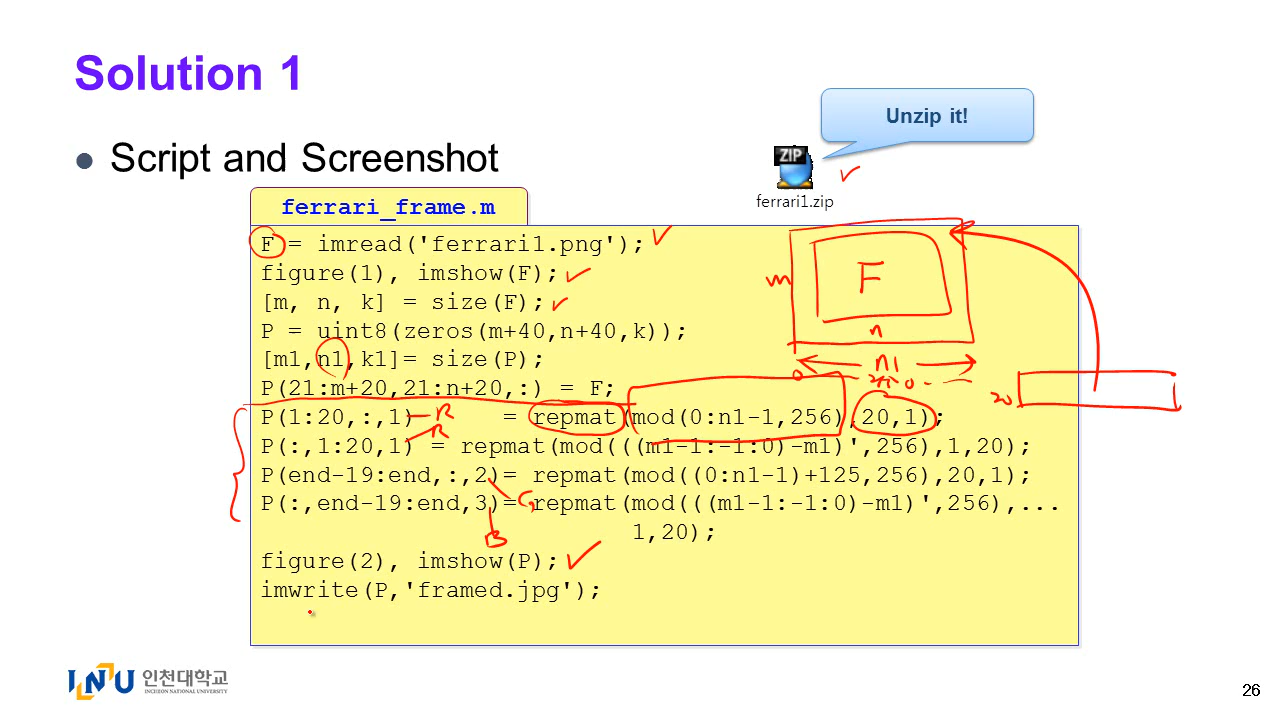 Solution 1
Unzip it!
● Script and Screenshot
ZIP
ferrari1.zip
ferrari_frame.m
F = imread('ferrari1.png');
figure(1), imshow(F);
[m, n, k] = size(F);
P = uint8(zeros(m+40,n+40,k));
[m1,n1,k1]= size(P);
P(21:m+20,21:n+20,:) = F;
P(1:20,:,1) = repmat(mod(0:n1-1,256),20,1);
P(:,1:20,1) = repmat(mod(((m1-1:-1:0)-m1)',256),1,20);
P(end-19:end,:,2)= repmat(mod((0:n1-1)+125,256),20,1);
P(:,end-19:end,3)= repmat(mod(((m1-1:-1:0)-m1)',256),...
1,20);
figure(2), imshow(P);
imwrite(P,'framed.jpg');
F
m
n
n1
0
20
R
R
G
B
INU 인천대학교
INCHEON NATIONAL UNIVERSITY
26